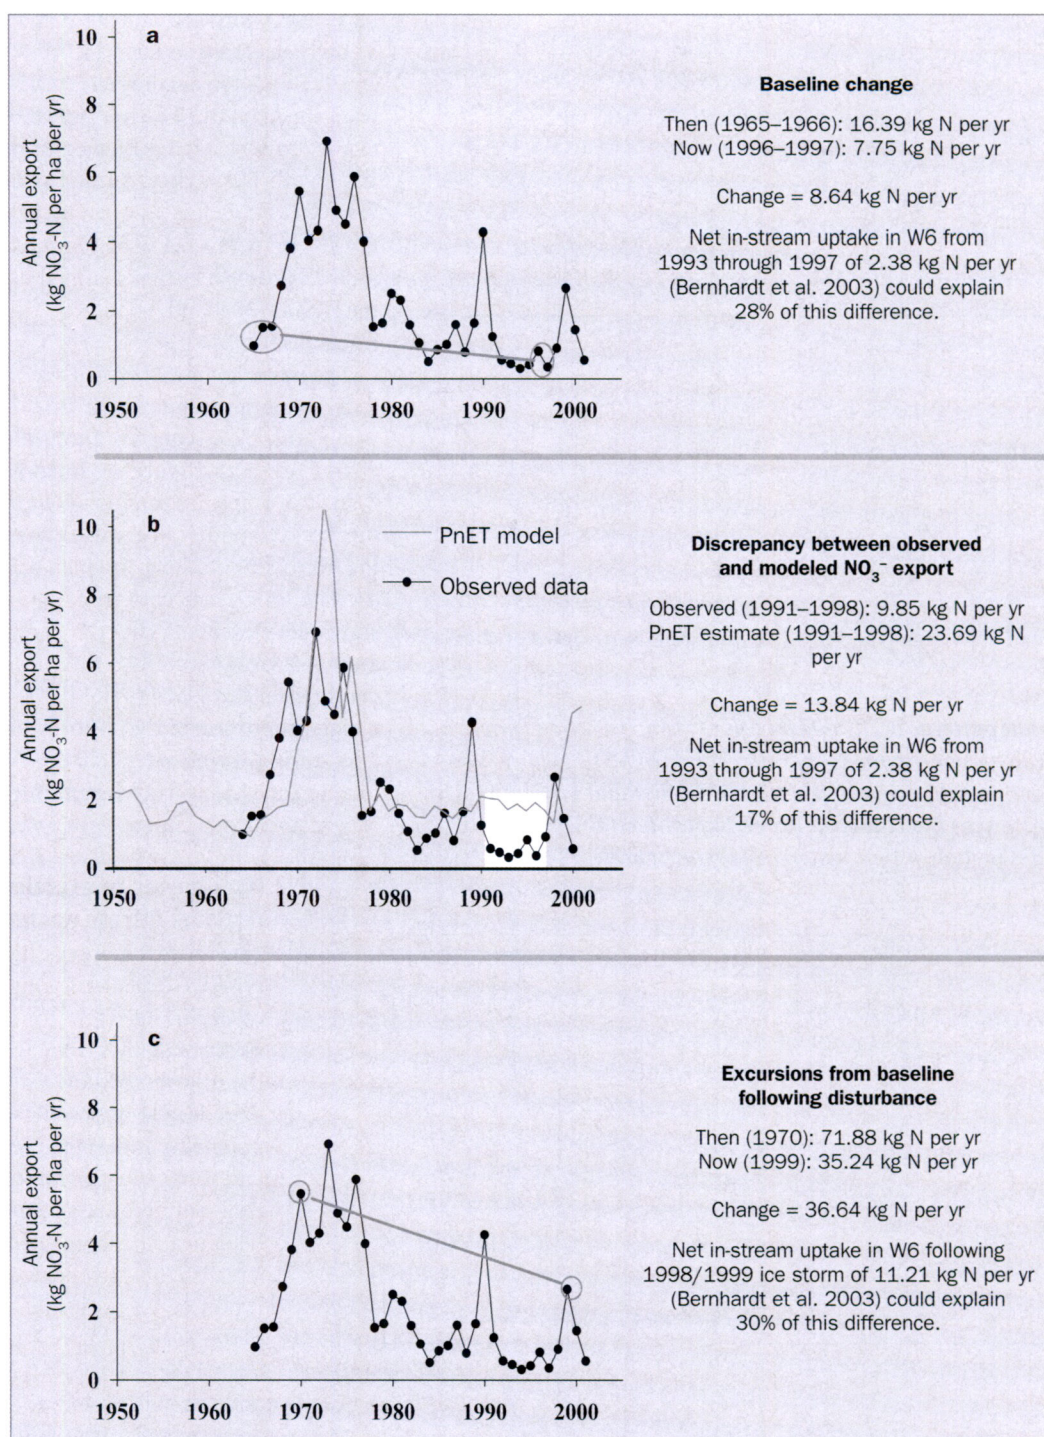 a
10
8
6
4
2
0
1950 1960 1970 1980 1990 2000
Annual export
(kg NO₃-N per ha per yr)
Baseline change
Then (1965–1966): 16.39 kg N per yr
Now (1996–1997): 7.75 kg N per yr
Change = 8.64 kg N per yr
Net in-stream uptake in W6 from
1993 through 1997 of 2.38 kg N per yr
(Bernhardt et al. 2003) could explain
28% of this difference.
b
10
8
6
4
2
0
1950 1960 1970 1980 1990 2000
Annual export
(kg NO₃-N per ha per yr)
PnET model
Observed data
Discrepancy between observed
and modeled NO₃⁻ export
Observed (1991–1998): 9.85 kg N per yr
PnET estimate (1991–1998): 23.69 kg N
per yr
Change = 13.84 kg N per yr
Net in-stream uptake in W6 from
1993 through 1997 of 2.38 kg N per yr
(Bernhardt et al. 2003) could explain
17% of this difference.
c
10
8
6
4
2
0
1950 1960 1970 1980 1990 2000
Annual export
(kg NO₃-N per ha per yr)
Excursions from baseline
following disturbance
Then (1970): 71.88 kg N per yr
Now (1999): 35.24 kg N per yr
Change = 36.64 kg N per yr
Net in-stream uptake in W6 following
1998/1999 ice storm of 11.21 kg N per yr
(Bernhardt et al. 2003) could explain
30% of this difference.